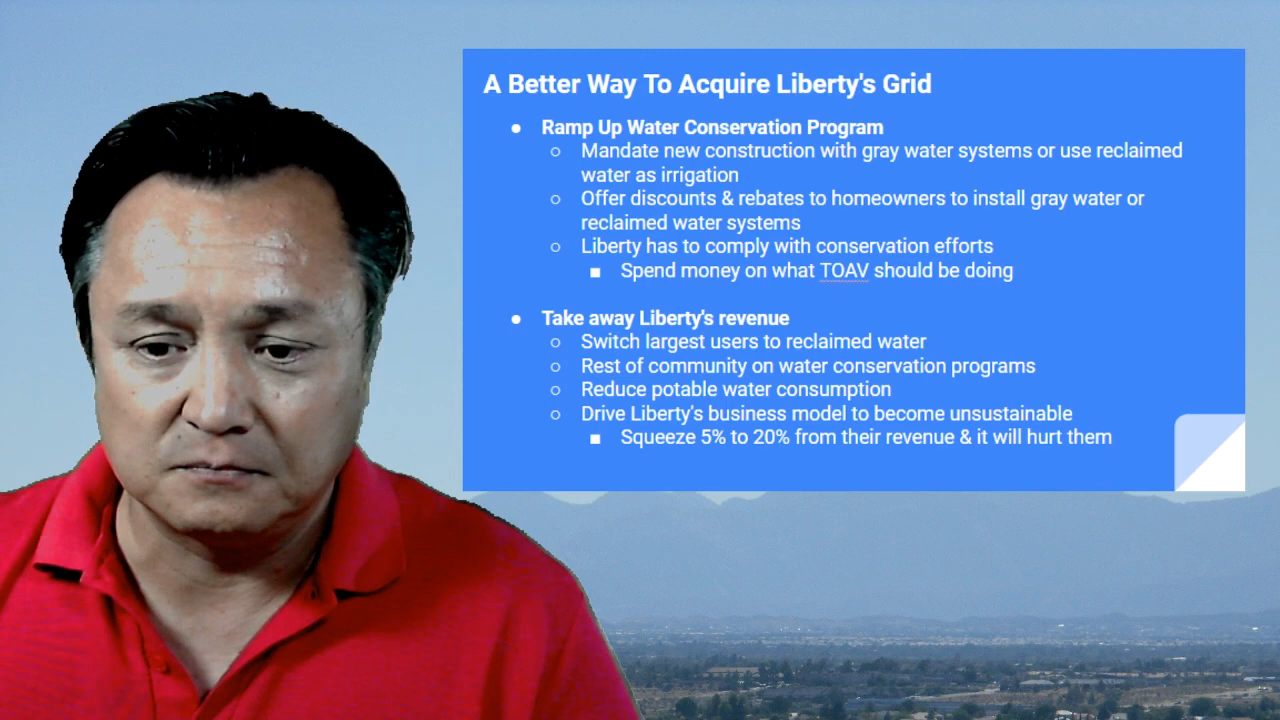 A Better Way To Acquire Liberty's Grid
● Ramp Up Water Conservation Program
○ Mandate new construction with gray water systems or use reclaimed
water as irrigation
○ Offer discounts & rebates to homeowners to install gray water or
reclaimed water systems
○ Liberty has to comply with conservation efforts
■ Spend money on what TOAV should be doing
● Take away Liberty's revenue
○ Switch largest users to reclaimed water
○ Rest of community on water conservation programs
○ Reduce potable water consumption
○ Drive Liberty's business model to become unsustainable
■ Squeeze 5% to 20% from their revenue & it will hurt them